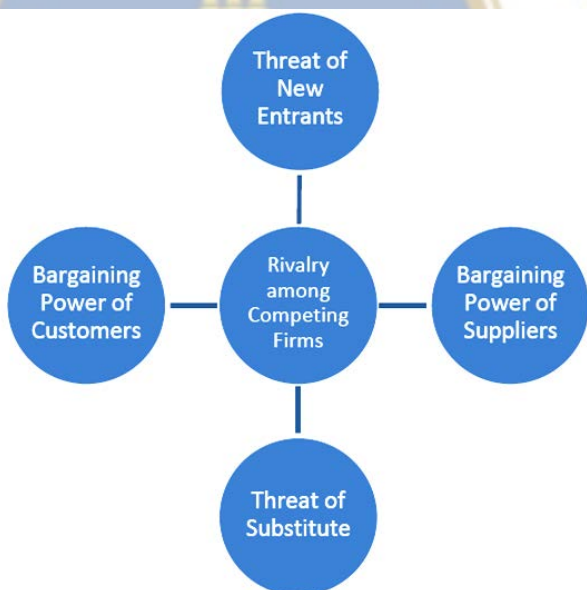 Threat of
New
Entrants
Bargaining
Power of
Customers
Rivalry
among
Competing
Firms
Bargaining
Power of
Suppliers
Threat of
Substitute